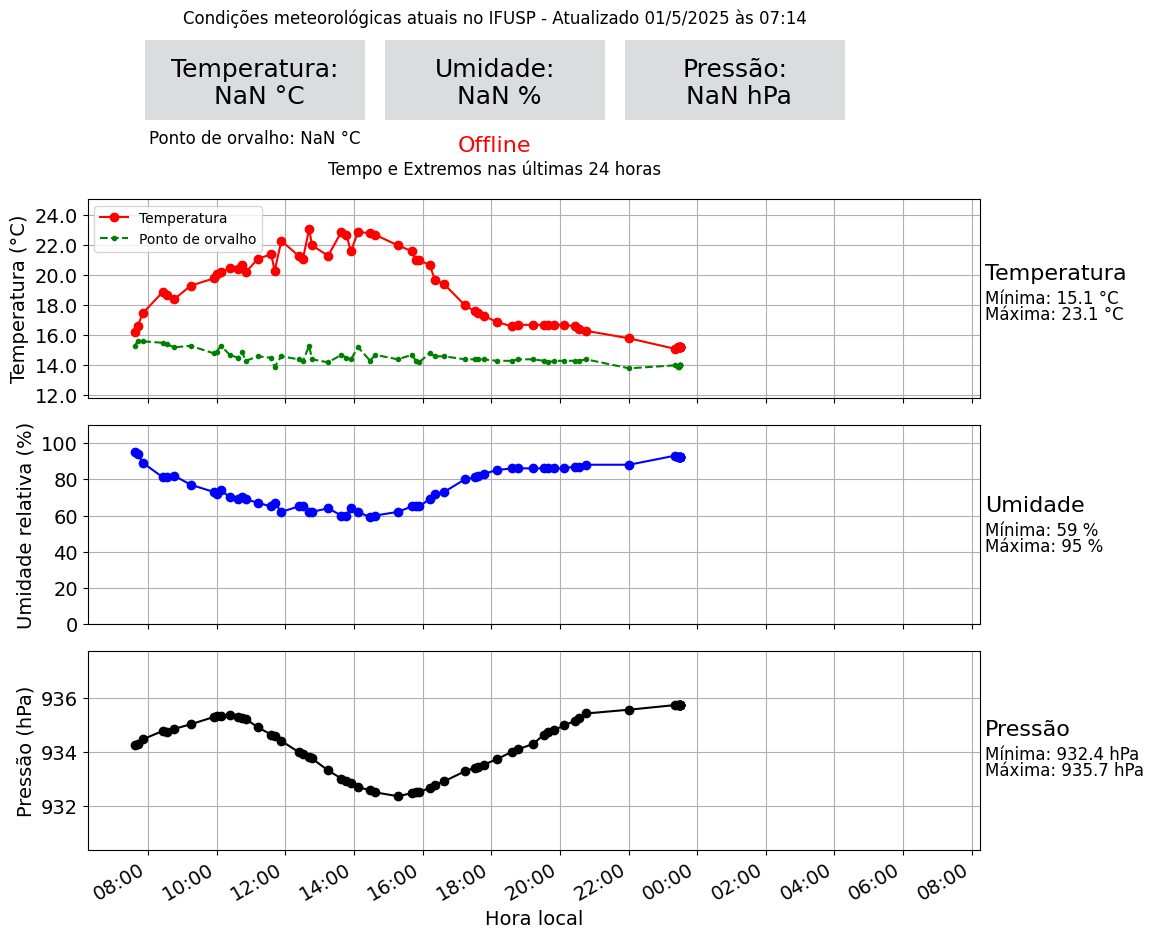 Condições meteorológicas atuais no IFUSP - Atualizado 01/5/2025 às 07:14
Temperatura:
NaN °C
Umidade:
NaN %
Pressão:
NaN hPa
Ponto de orvalho: NaN °C
Offline
Tempo e Extremos nas últimas 24 horas
Temperatura (°C)
24.0
22.0
20.0
18.0
16.0
14.0
12.0
Temperatura
Ponto de orvalho
Temperatura
Mínima: 15.1 °C
Máxima: 23.1 °C
Umidade relativa (%)
100
80
60
40
20
0
Umidade
Mínima: 59 %
Máxima: 95 %
Pressão (hPa)
936
934
932
Pressão
Mínima: 932.4 hPa
Máxima: 935.7 hPa
08:00 10:00 12:00 14:00 16:00 18:00 20:00 22:00 00:00 02:00 04:00 06:00 08:00
Hora local